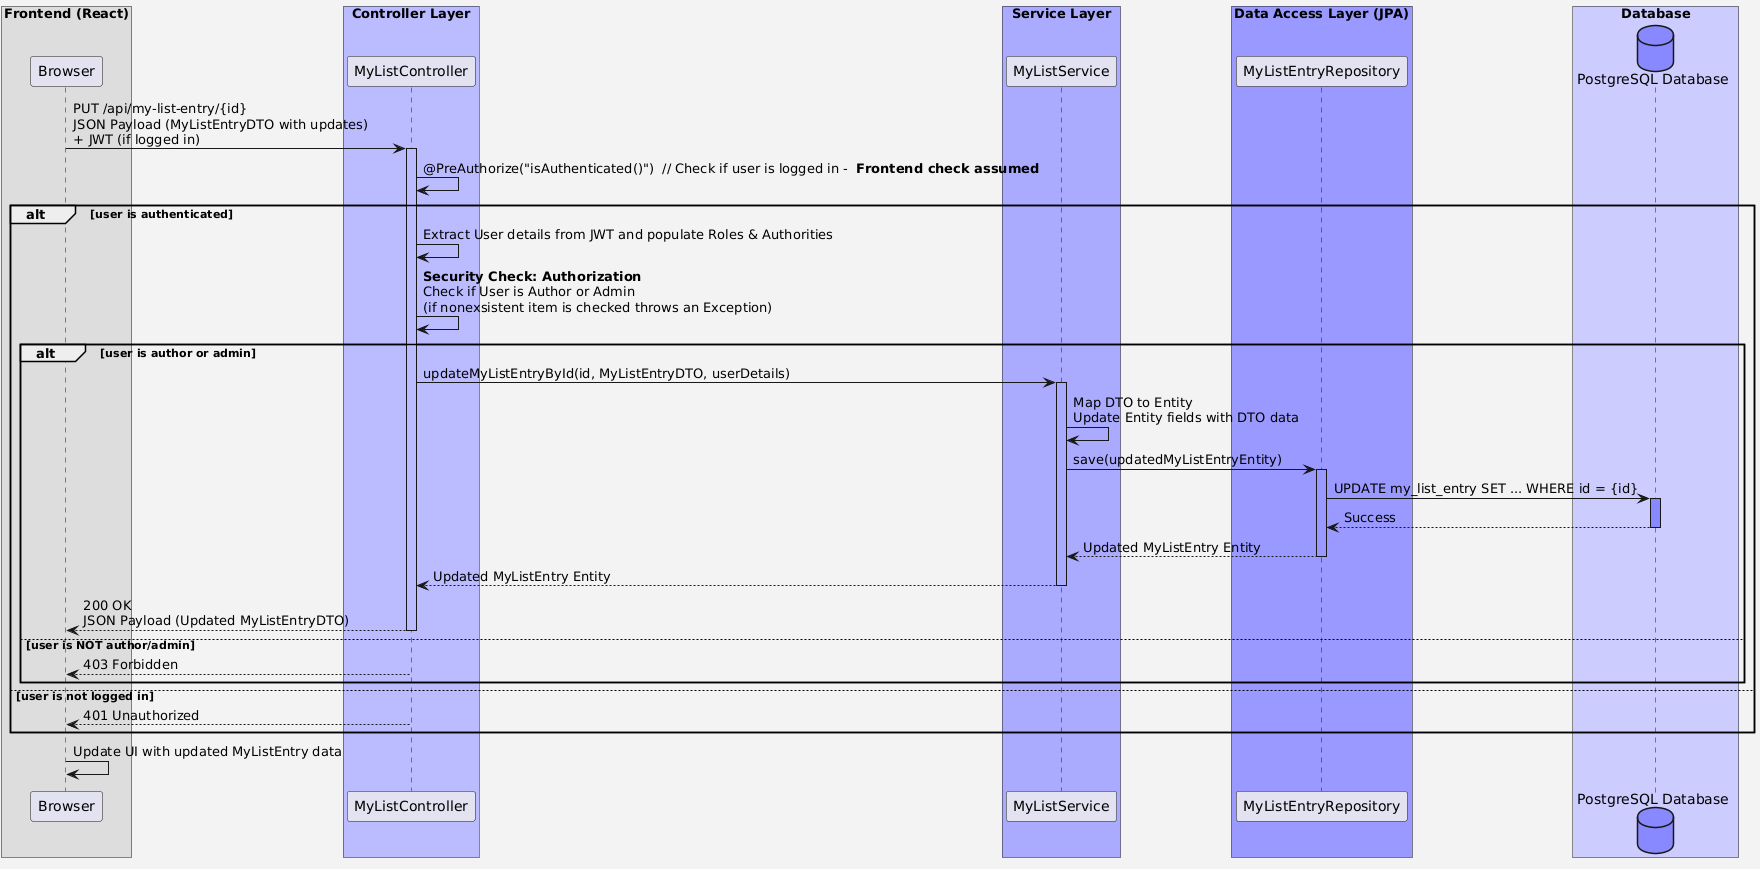 Frontend (React)
Controller Layer
Service Layer
Data Access Layer (JPA)
Database
Browser
MyListController
MyListService
MyListEntryRepository
PostgreSQL Database
PUT /api/my-list-entry/{id}
JSON Payload (MyListEntryDTO with updates)
+ JWT (if logged in)
@PreAuthorize("isAuthenticated()")  // Check if user is logged in -  Frontend check assumed
alt
[user is authenticated]
Extract User details from JWT and populate Roles & Authorities
Security Check: Authorization
Check if User is Author or Admin
(if nonexsistent item is checked throws an Exception)
alt
[user is author or admin]
updateMyListEntryById(id, MyListEntryDTO, userDetails)
Map DTO to Entity
Update Entity fields with DTO data
save(updatedMyListEntryEntity)
UPDATE my_list_entry SET ... WHERE id = {id}
Success
Updated MyListEntry Entity
Updated MyListEntry Entity
200 OK
JSON Payload (Updated MyListEntryDTO)
[user is NOT author/admin]
403 Forbidden
[user is not logged in]
401 Unauthorized
Update UI with updated MyListEntry data
Browser
MyListController
MyListService
MyListEntryRepository
PostgreSQL Database